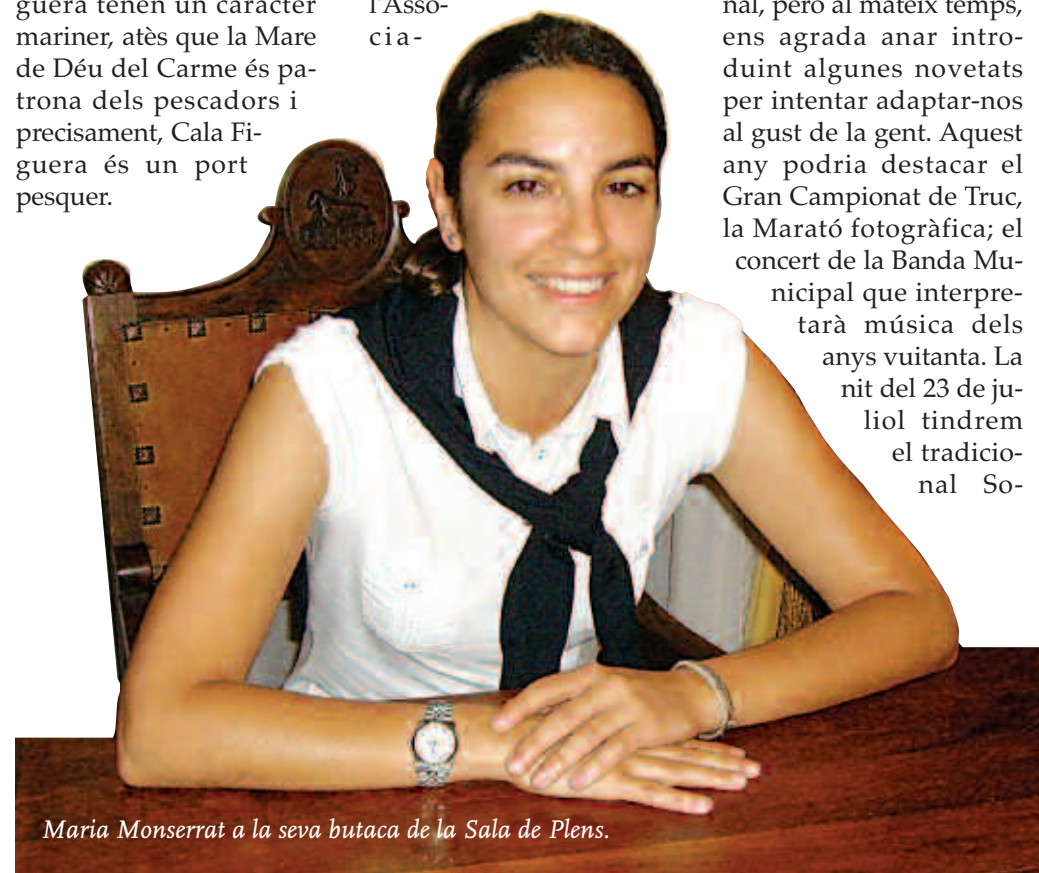 guera tenen un caràcter
mariner, atès que la Mare
de Déu del Carme és pa-
trona dels pescadors i
precisament, Cala Fi-
guera és un port
pesquer.
l'Asso-
cia-
nal, però al mateix temps,
ens agrada anar intro-
duint algunes novetats
per intentar adaptar-nos
al gust de la gent. Aquest
any podria destacar el
Gran Campionat de Truc,
la Marató fotogràfica; el
concert de la Banda Mu-
nicipal que interpre-
tarà música dels
anys vuitanta. La
nit del 23 de ju-
liol tindrem
el tradicio-
nal So-
Maria Monserrat a la seva butaca de la Sala de Plens.